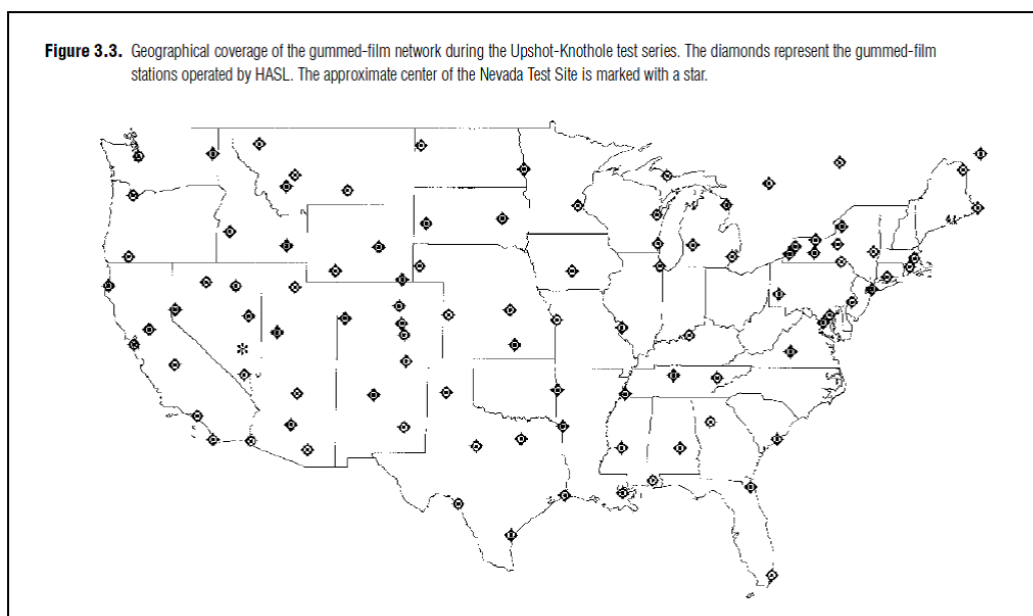 Figure 3.3. Geographical coverage of the gummed-film network during the Upshot-Knothole test series. The diamonds represent the gummed-film
stations operated by HASL. The approximate center of the Nevada Test Site is marked with a star.